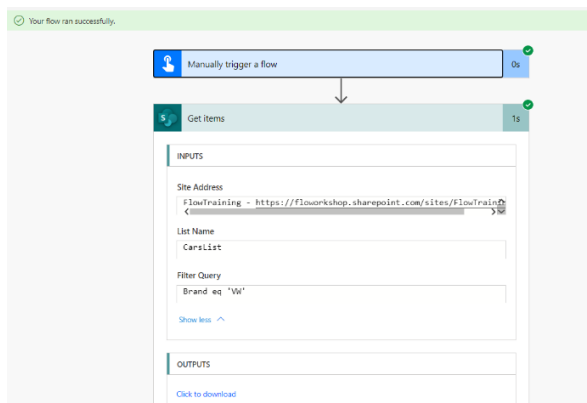 Your flow ran successfully.
Manually trigger a flow
0s
Get items
1s
INPUTS
Site Address
FlowTraining - https://floworkshop.sharepoint.com/sites/FlowTrainin
List Name
CarsList
Filter Query
Brand eq 'VW'
Show less
OUTPUTS
Click to download